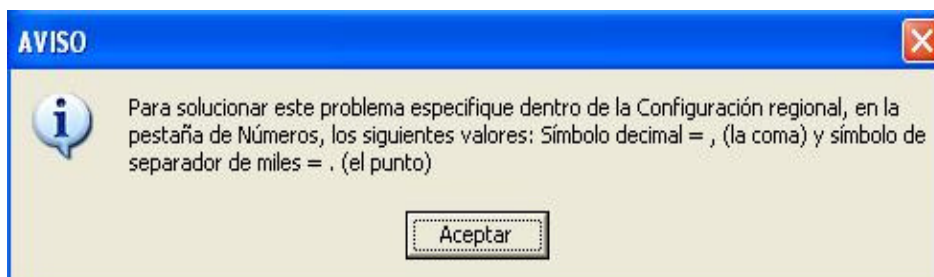 AVISO
Para solucionar este problema especifique dentro de la Configuración regional, en la
pestaña de Números, los siguientes valores: Símbolo decimal = , (la coma) y símbolo de
separador de miles = . (el punto)
Aceptar